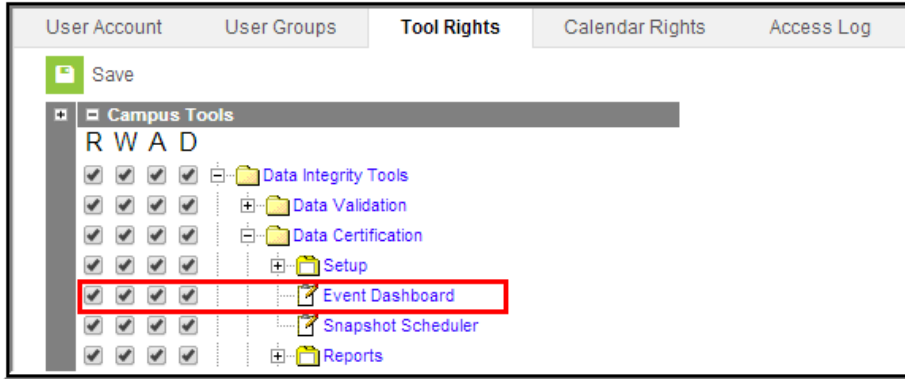 User Account User Groups Tool Rights Calendar Rights Access Log
Save
Campus Tools
R W A D
Data Integrity Tools
Data Validation
Data Certification
Setup
Event Dashboard
Snapshot Scheduler
Reports